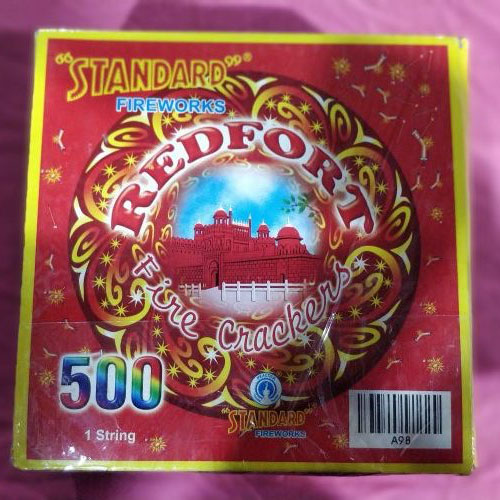 "STANDARD"®
FIREWORKS
REDFORT
Fire Crackers
500
1 String
"STANDARD"
FIREWORKS
A98